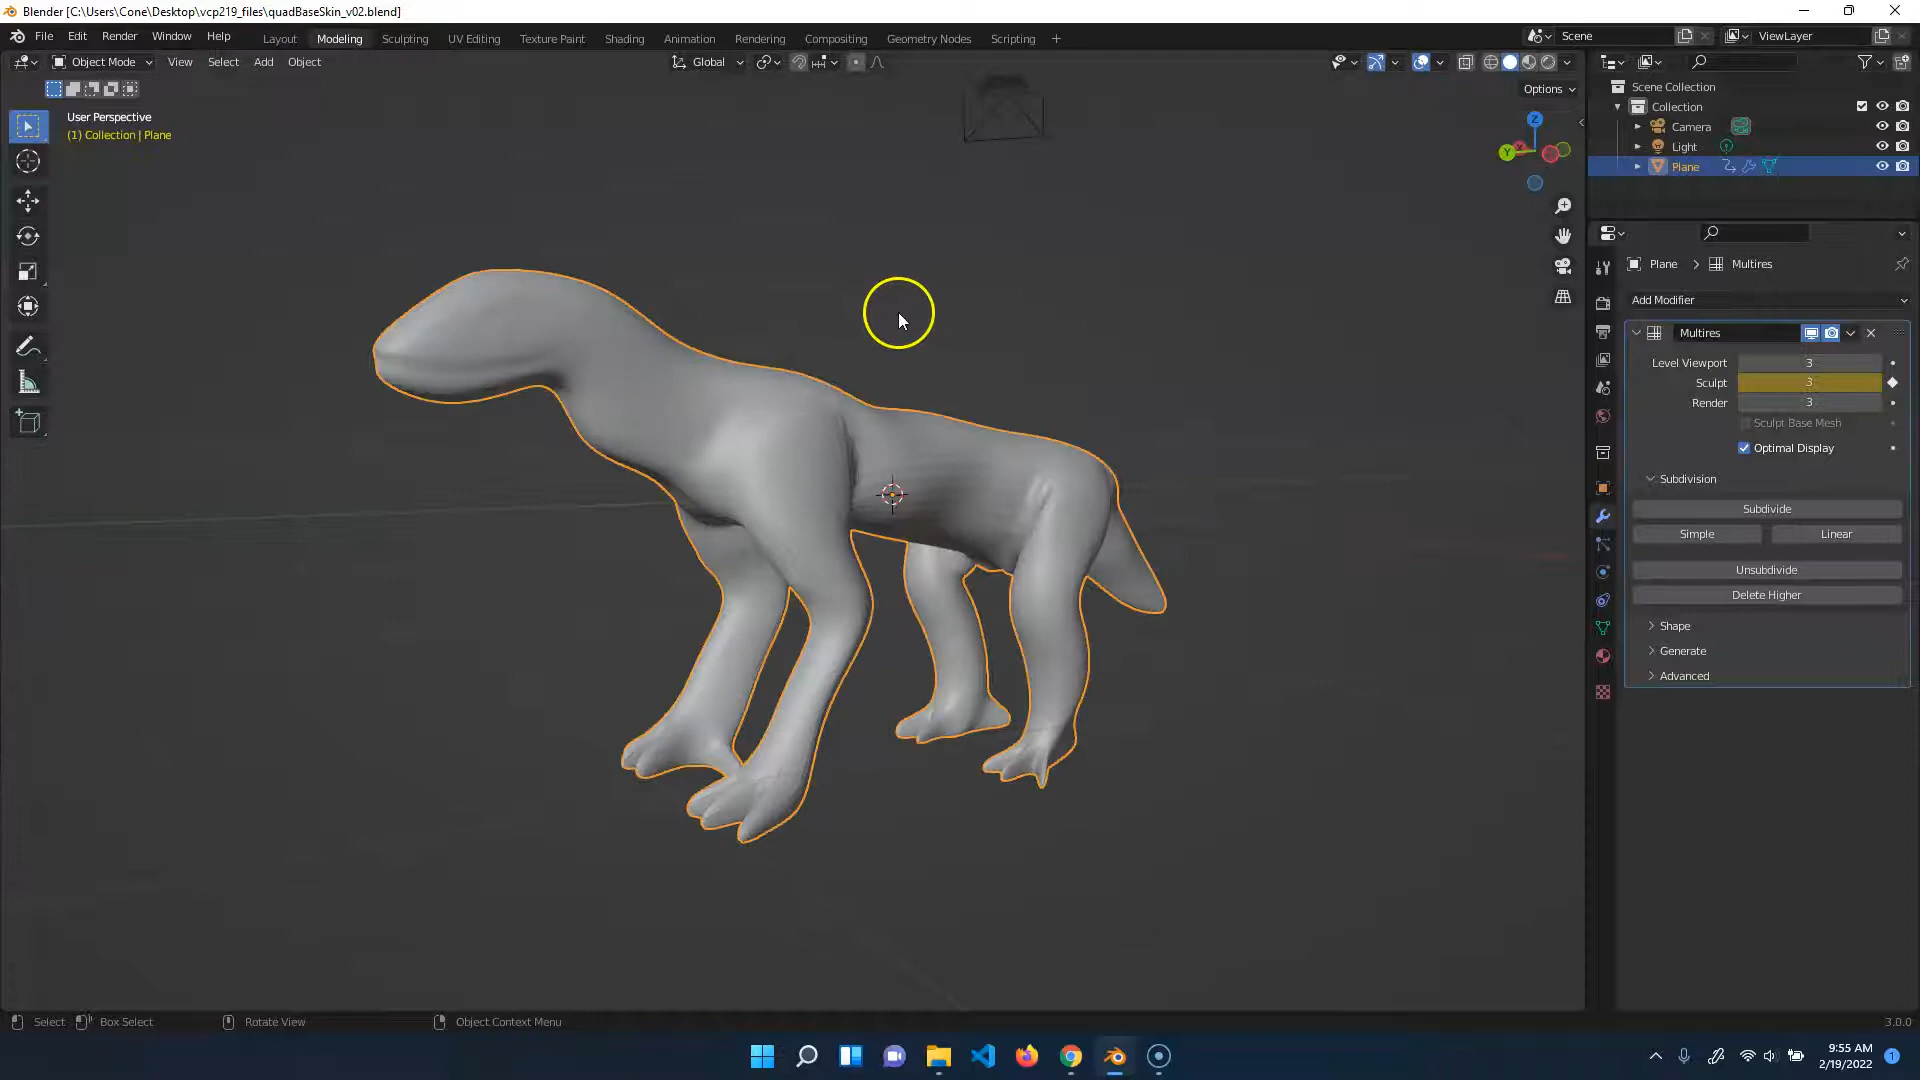 Blender [C:\Users\Cone\Desktop\vcp219_files\quadBaseSkin_v02.blend]
File Edit Render Window Help
Layout Modeling Sculpting UV Editing Texture Paint Shading Animation Rendering Compositing Geometry Nodes Scripting +
Scene
ViewLayer
Object Mode View Select Add Object
Global
Options
User Perspective
(1) Collection | Plane
Z
Y
Scene Collection
Collection
Camera
Light
Plane
Plane > Multires
Add Modifier
Multires
Level Viewport 3
Sculpt 3
Render 3
Sculpt Base Mesh
Optimal Display
Subdivision
Subdivide
Simple Linear
Unsubdivide
Delete Higher
Shape
Generate
Advanced
Select Box Select Rotate View Object Context Menu
3.0.0
9:55 AM
2/19/2022
1